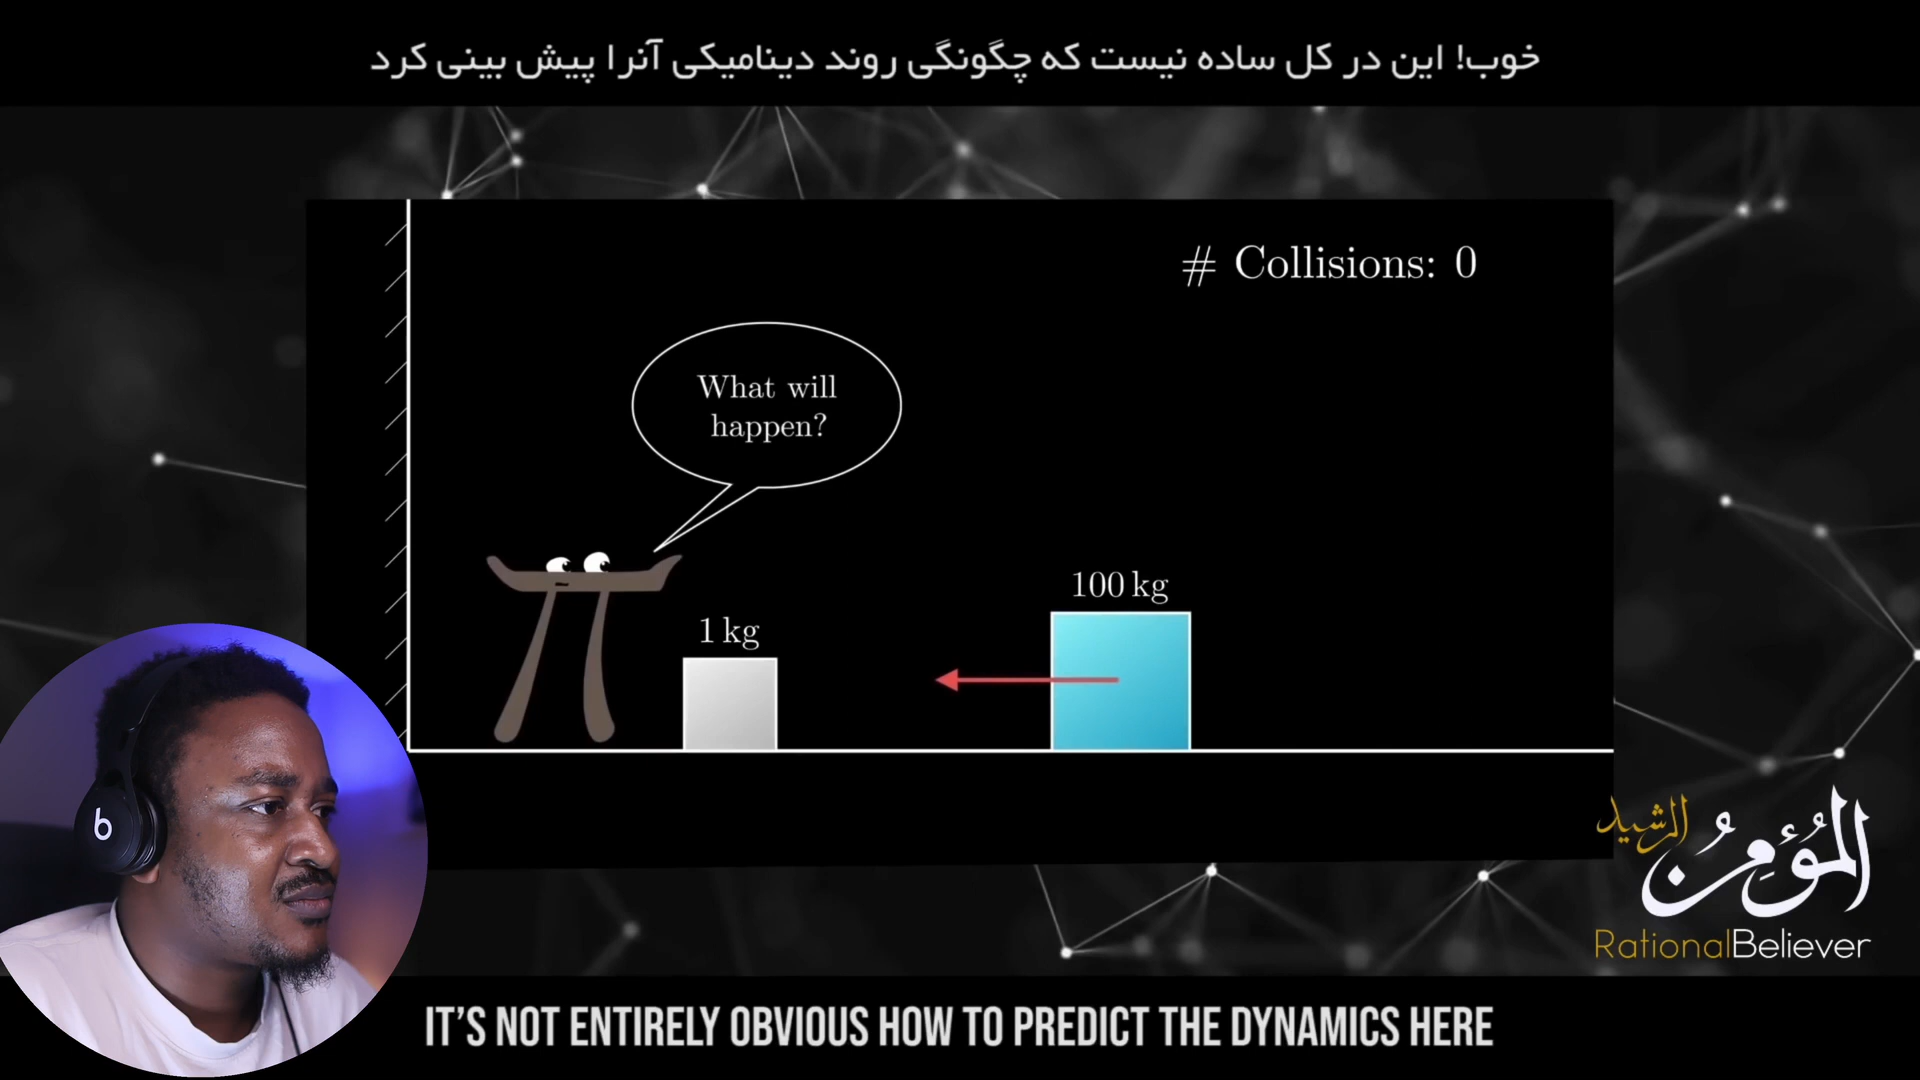 خوب! این در کل ساده نیست که چگونگی روند دینامیکی آنرا پیش بینی کرد
# Collisions: 0
What will
happen?
100 kg
1 kg
b
المؤمن الرشيد
RationalBeliever
IT'S NOT ENTIRELY OBVIOUS HOW TO PREDICT THE DYNAMICS HERE